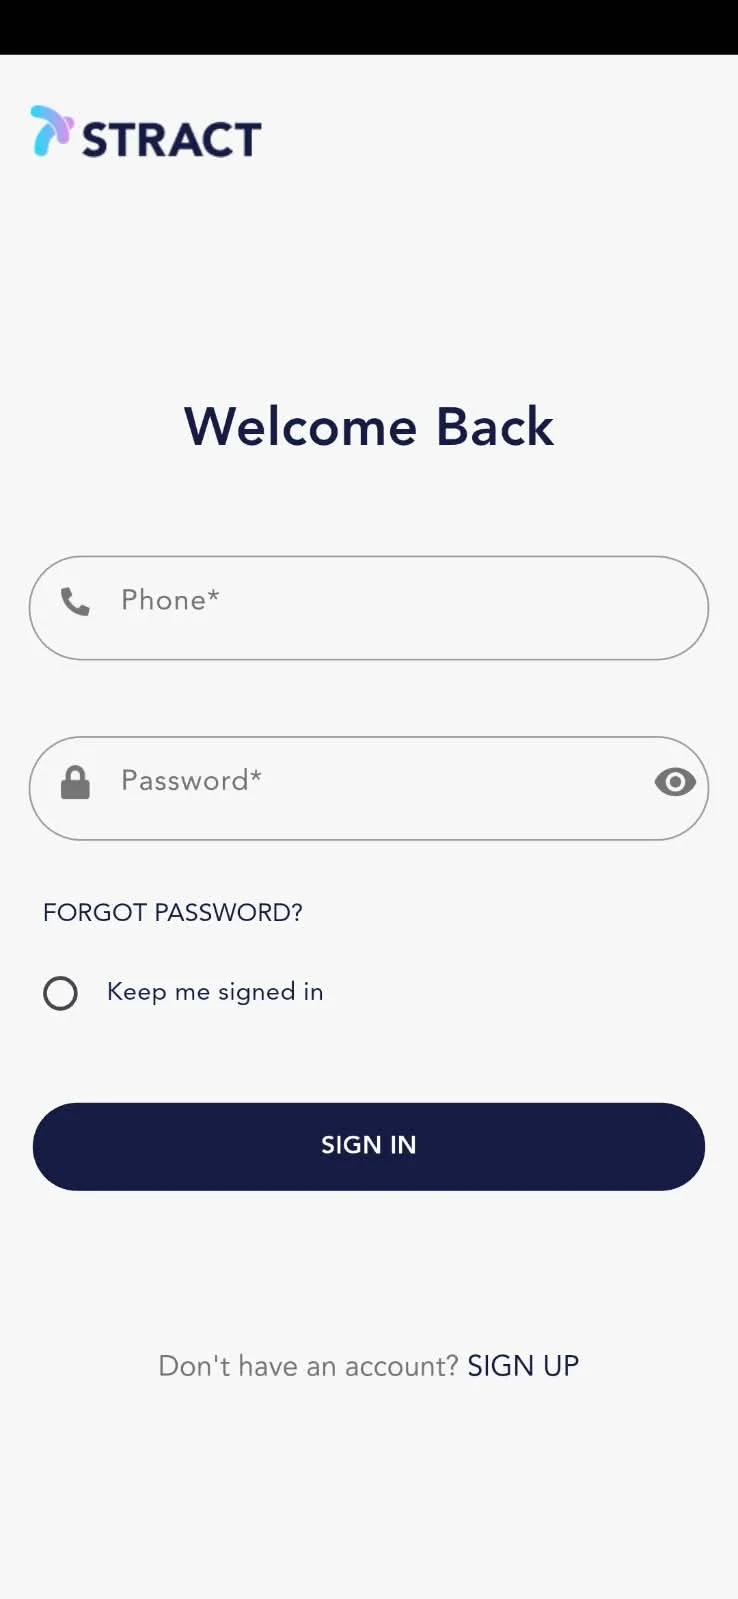 STRACT
Welcome Back
Phone*
Password*
FORGOT PASSWORD?
Keep me signed in
SIGN IN
Don't have an account? SIGN UP